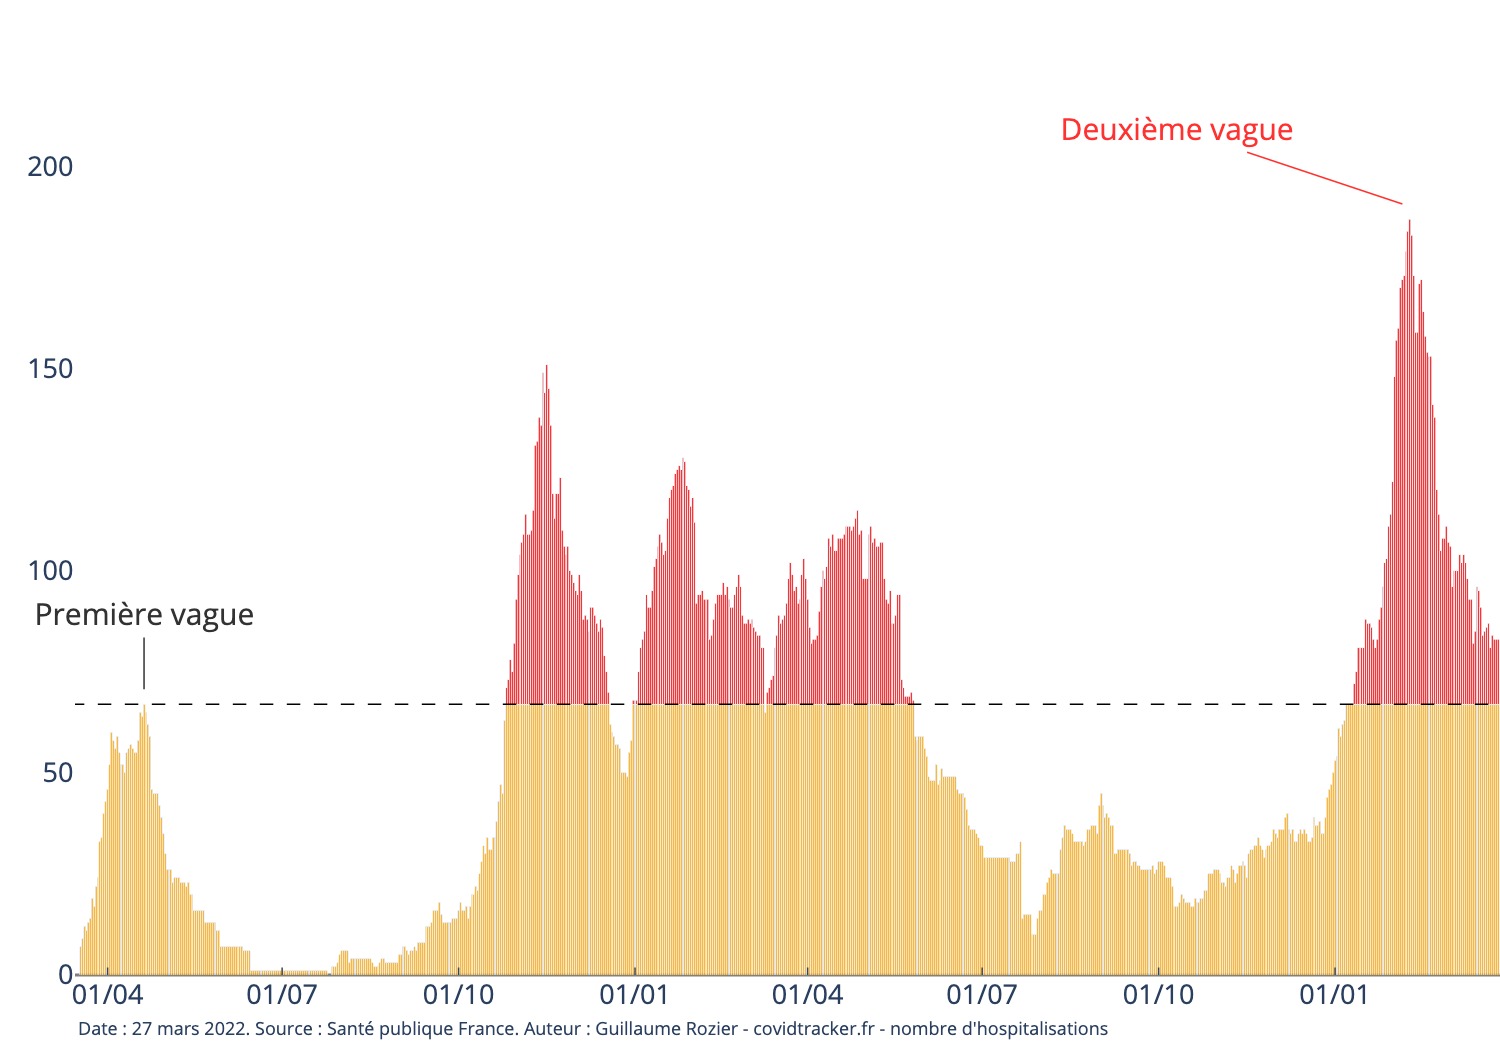 Deuxième vague
200
150
100
Première vague
50
0
01/04 01/07 01/10 01/01 01/04 01/07 01/10 01/01
Date : 27 mars 2022. Source : Santé publique France. Auteur : Guillaume Rozier - covidtracker.fr - nombre d'hospitalisations